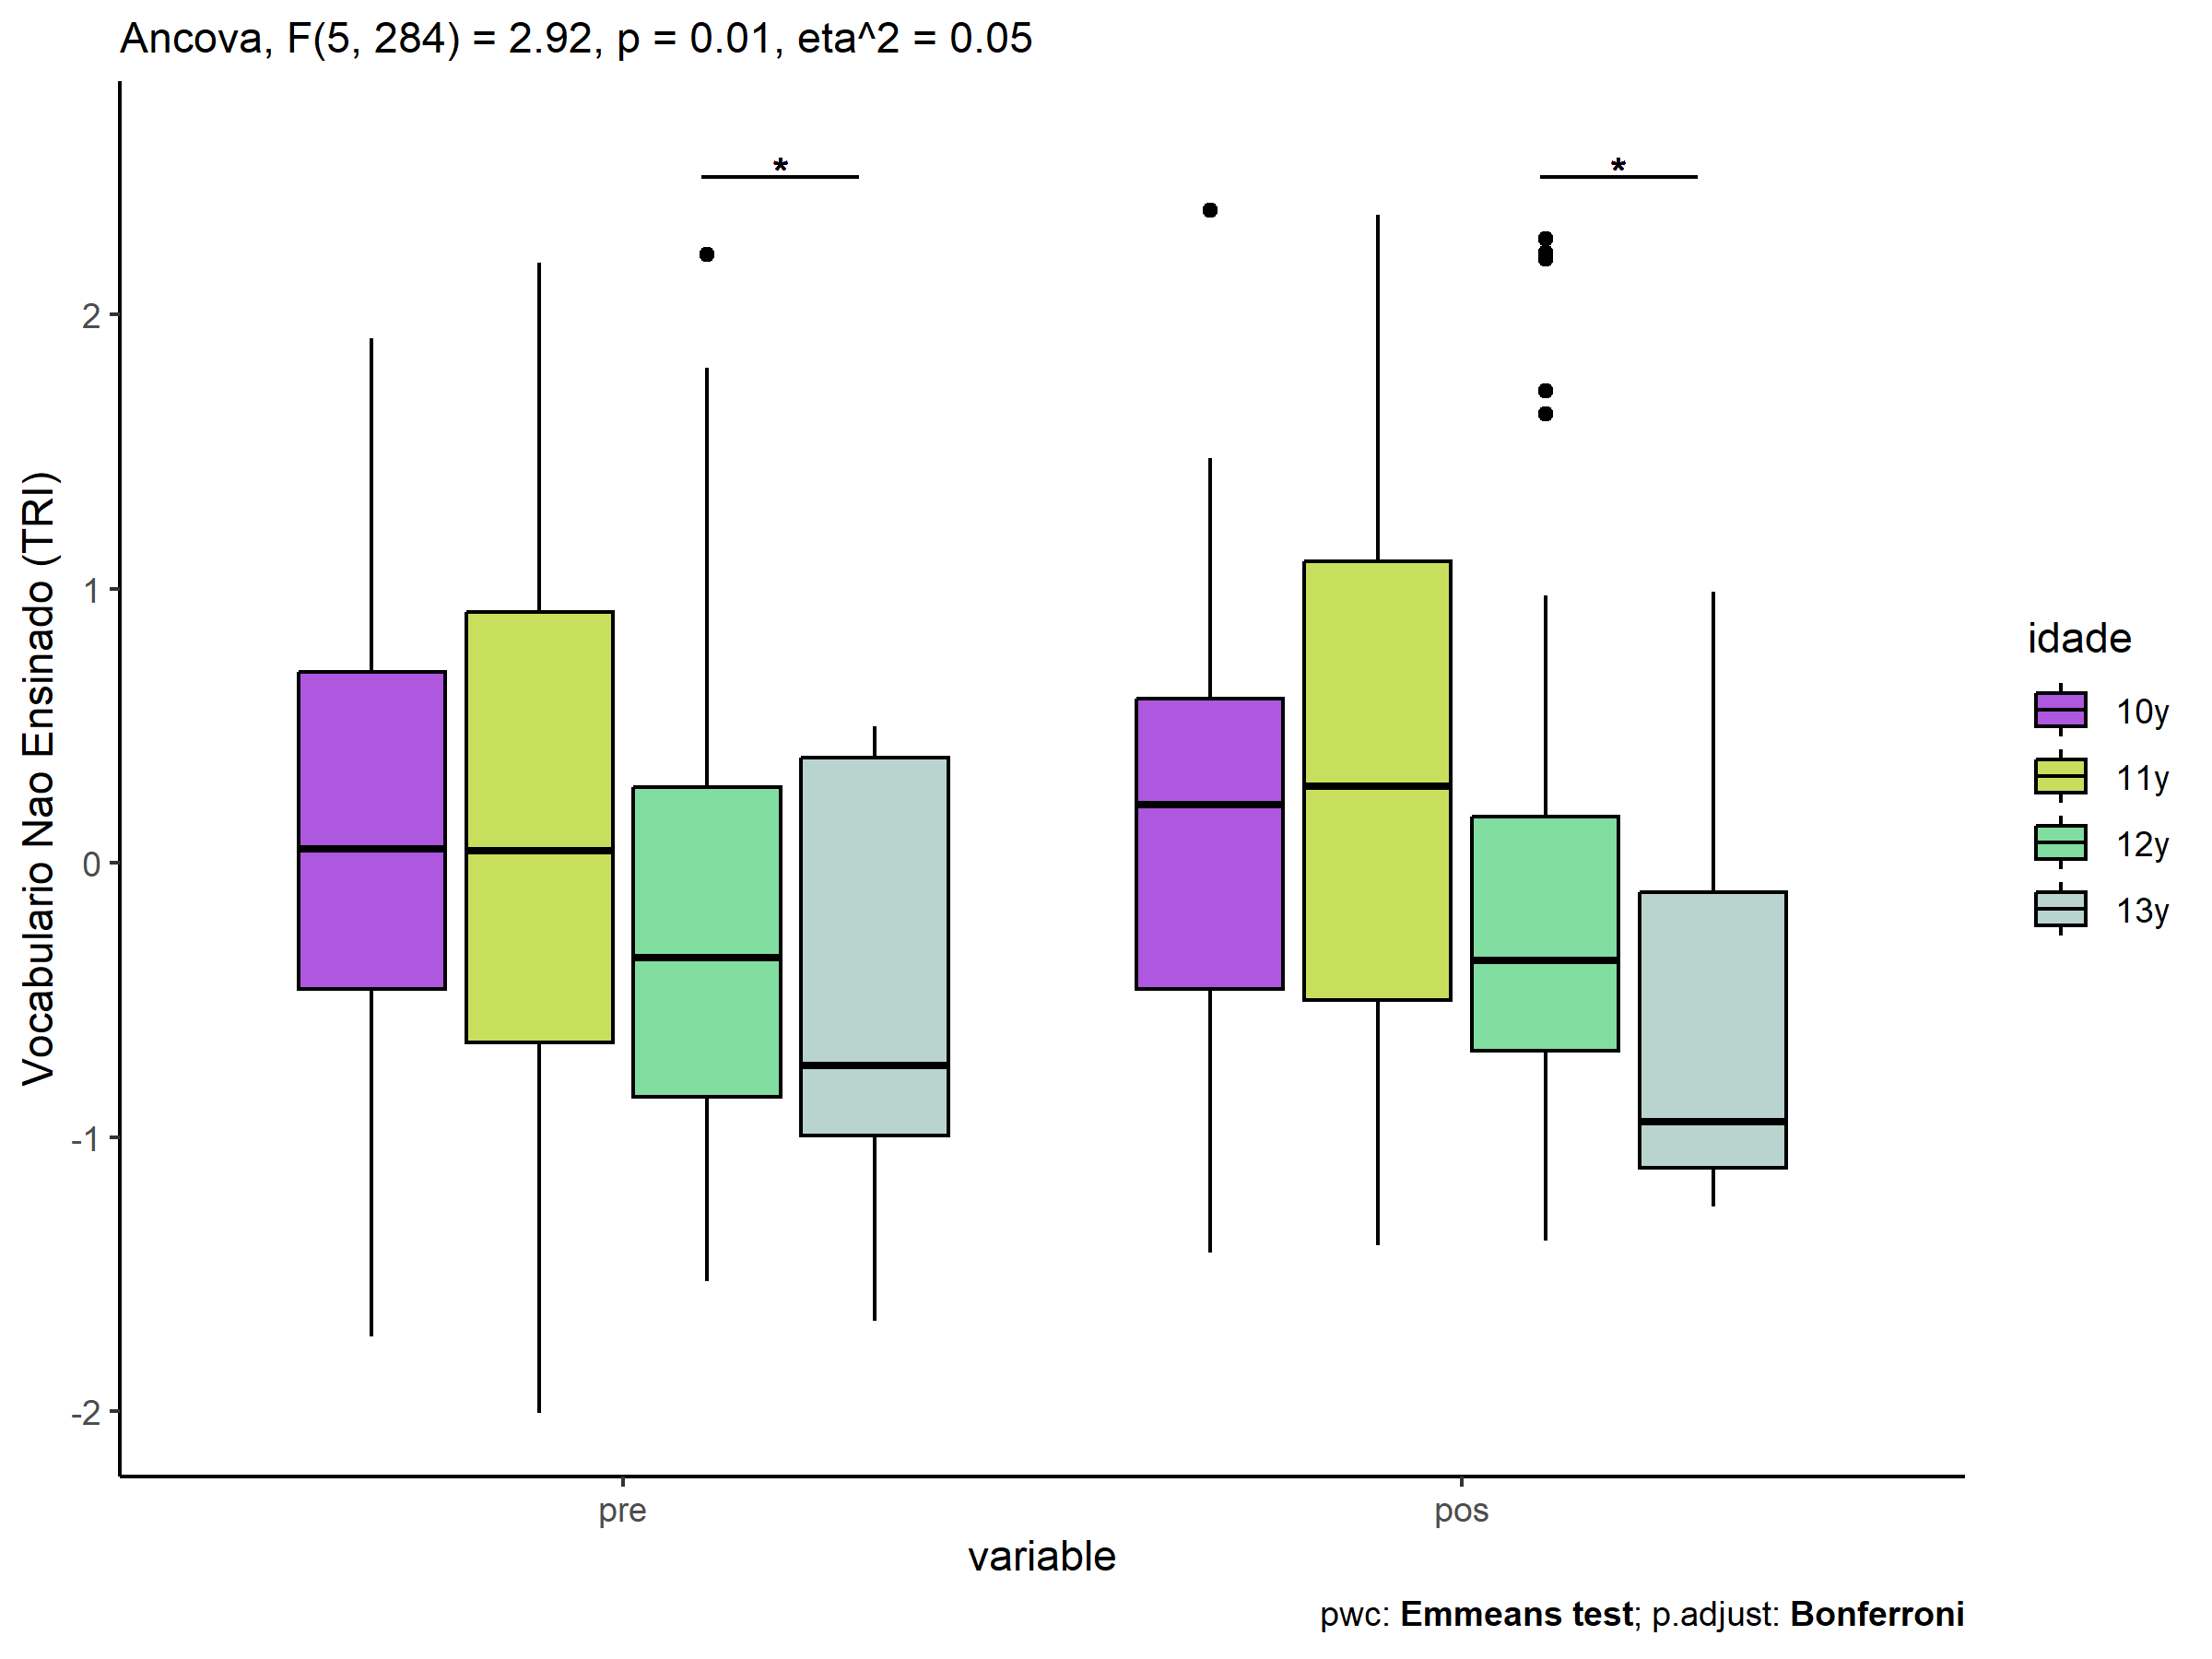 Ancova, F(5, 284) = 2.92, p = 0.01, eta^2 = 0.05
*
*
Vocabulario Nao Ensinado (TRI)
2
1
0
-1
-2
pre
pos
variable
idade
10y
11y
12y
13y
pwc: Emmeans test; p.adjust: Bonferroni